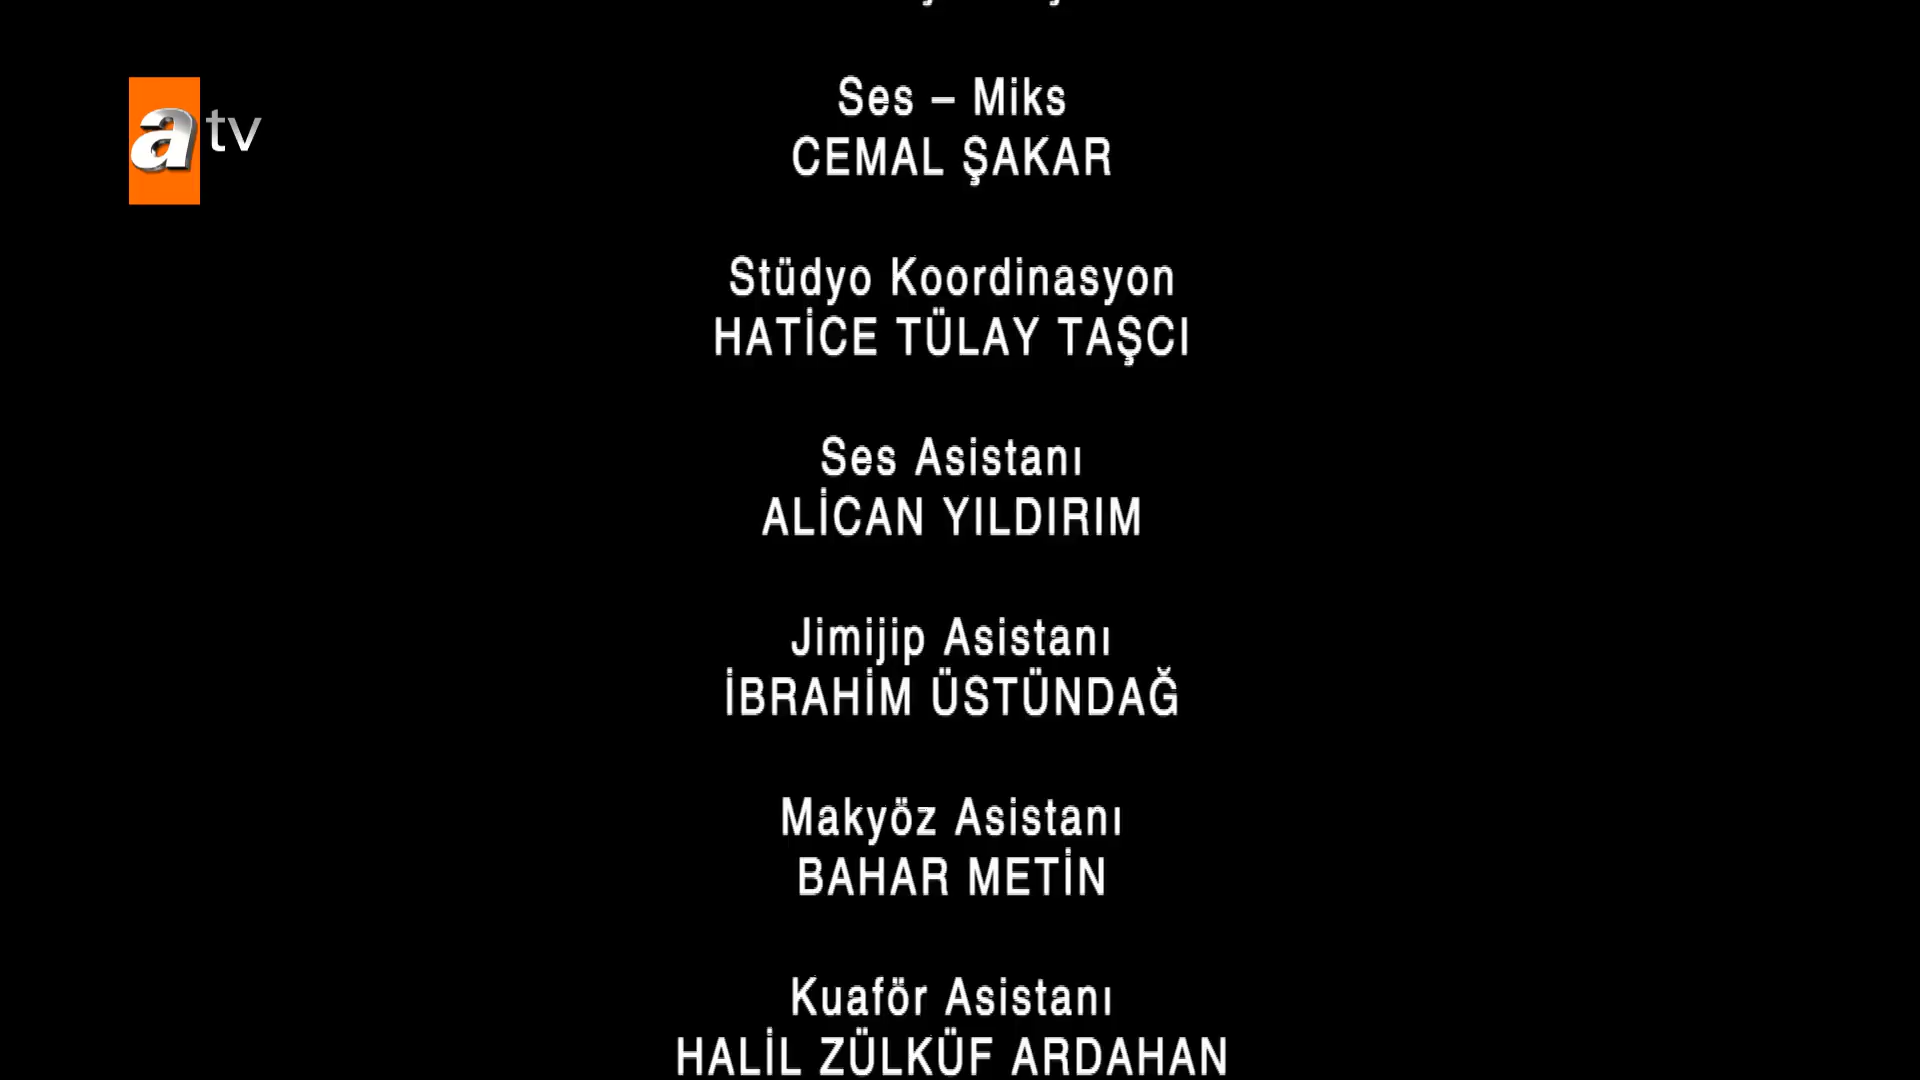 atv
Ses – Miks
CEMAL ŞAKAR
Stüdyo Koordinasyon
HATİCE TÜLAY TAŞCI
Ses Asistanı
ALİCAN YILDIRIM
Jimijip Asistanı
İBRAHİM ÜSTÜNDAĞ
Makyöz Asistanı
BAHAR METİN
Kuaför Asistanı
HALİL ZÜLKÜF ARDAHAN